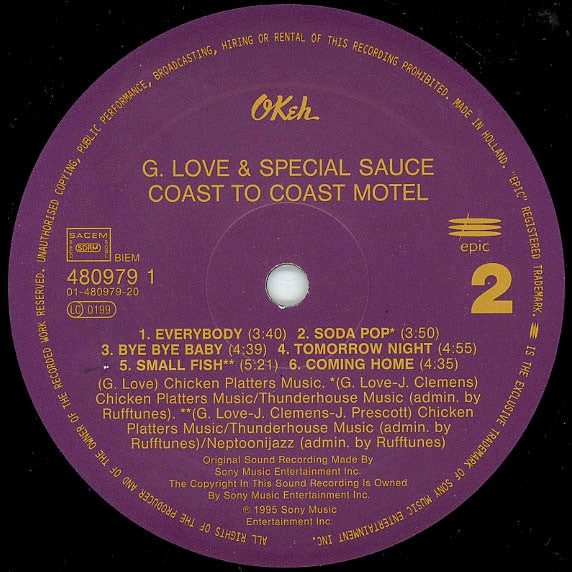 ALL RIGHTS OF THE PRODUCER AND OF THE OWNER OF THE RECORDED WORK RESERVED. UNAUTHORISED COPYING, PUBLIC PERFORMANCE, BROADCASTING, HIRING OR RENTAL OF THIS RECORDING PROHIBITED. MADE IN HOLLAND. "EPIC" REGISTERED TRADEMARK. IS THE EXCLUSIVE TRADEMARK OF SONY MUSIC ENTERTAINMENT INC.
OKeh
G. LOVE & SPECIAL SAUCE
COAST TO COAST MOTEL
SACEM
SDRM
BIEM
480979 1
01-480979-20
LC 0199
epic
2
1. EVERYBODY (3:40) 2. SODA POP* (3:50)
3. BYE BYE BABY (4:39) 4. TOMORROW NIGHT (4:55)
5. SMALL FISH** (5:21) 6. COMING HOME (4:35)
(G. Love) Chicken Platters Music. *(G. Love-J. Clemens)
Chicken Platters Music/Thunderhouse Music (admin. by
Rufftunes). **(G. Love-J. Clemens-J. Prescott) Chicken
Platters Music/Thunderhouse Music (admin. by
Rufftunes)/Neptoonijazz (admin. by Rufftunes)
Original Sound Recording Made By
Sony Music Entertainment Inc.
The Copyright In This Sound Recording Is Owned
By Sony Music Entertainment Inc.
℗ 1995 Sony Music
Entertainment Inc.